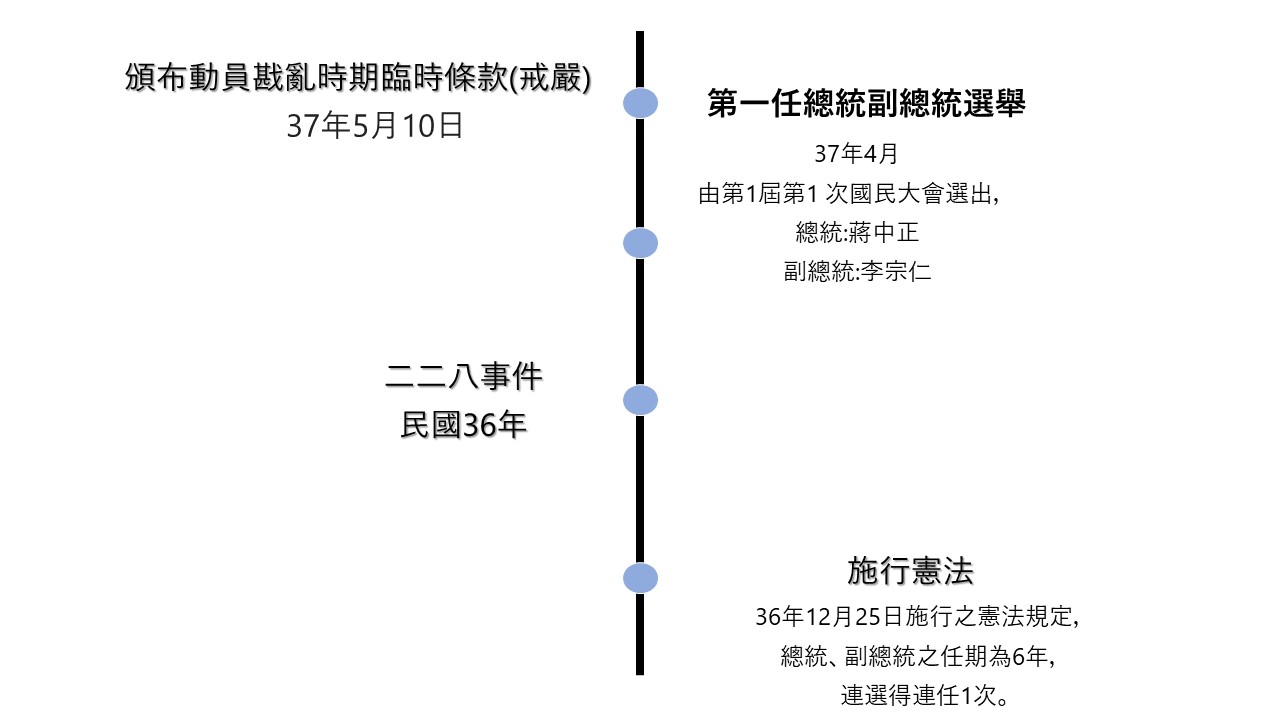 頒布動員戡亂時期臨時條款(戒嚴)
37年5月10日
第一任總統副總統選舉
37年4月
由第1屆第1 次國民大會選出,
總統:蔣中正
副總統:李宗仁
二二八事件
民國36年
施行憲法
36年12月25日施行之憲法規定,
總統、副總統之任期為6年,
連選得連任1次。